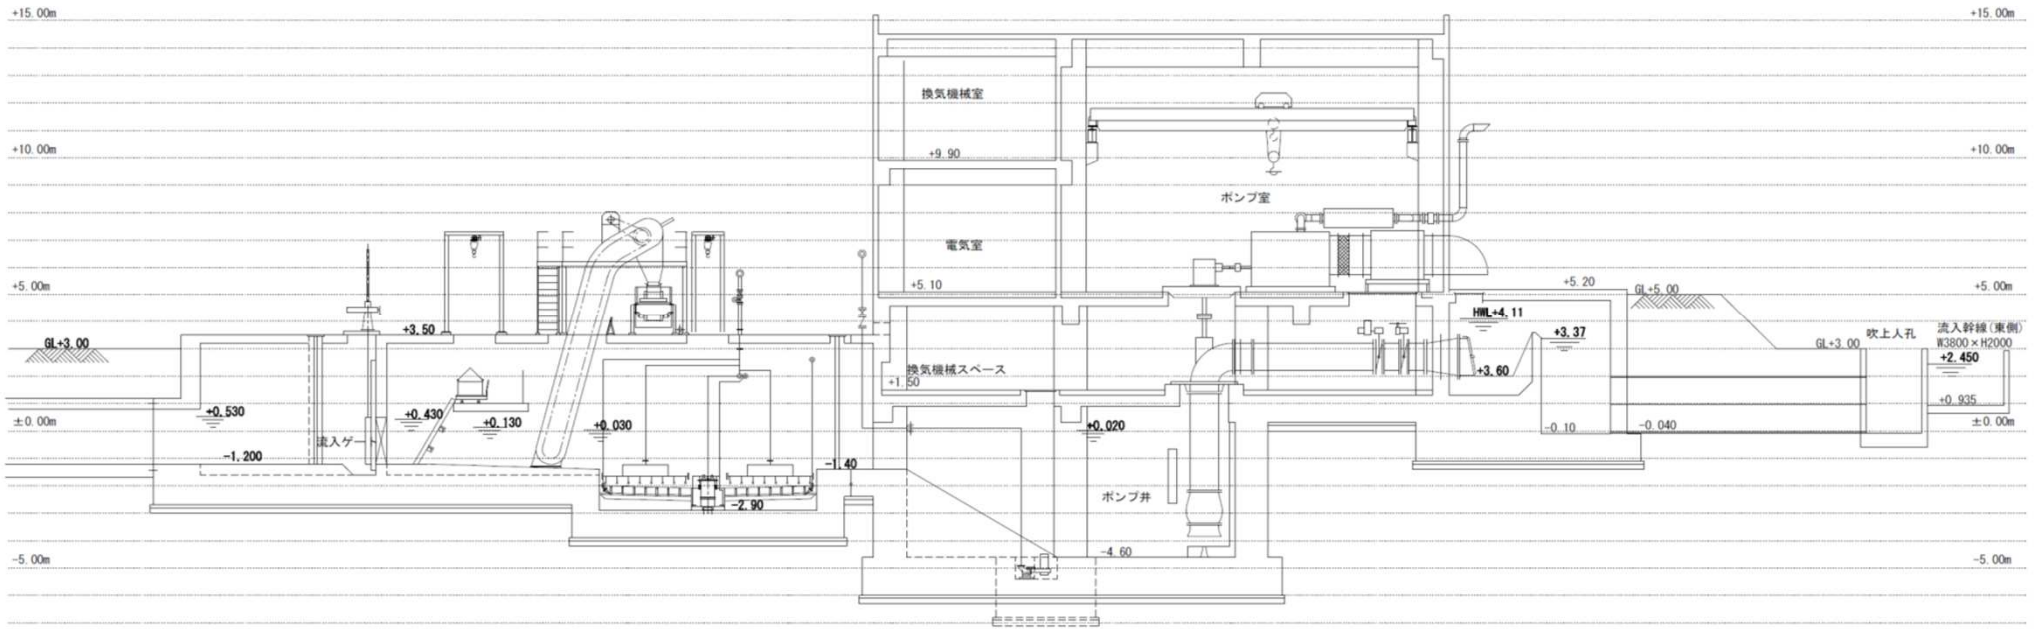 +15.00m
+15.00m
換気機械室
+10.00m
+9.90
+10.00m
ポンプ室
電気室
+5.00m
+5.10
+5.20
GL+5.00
+5.00m
HWL+4.11
+3.50
+3.37
吹上人孔
流入幹線(東側)
W3800×H2000
GL+3.00
GL+3.00
+2.450
換気機械スペース
+3.60
+1.50
+0.935
±0.00m
+0.530
+0.430
+0.130
+0.030
+0.020
-0.10
-0.040
±0.00m
流入ゲート
-1.200
-1.40
ポンプ井
-2.90
-4.60
-5.00m
-5.00m